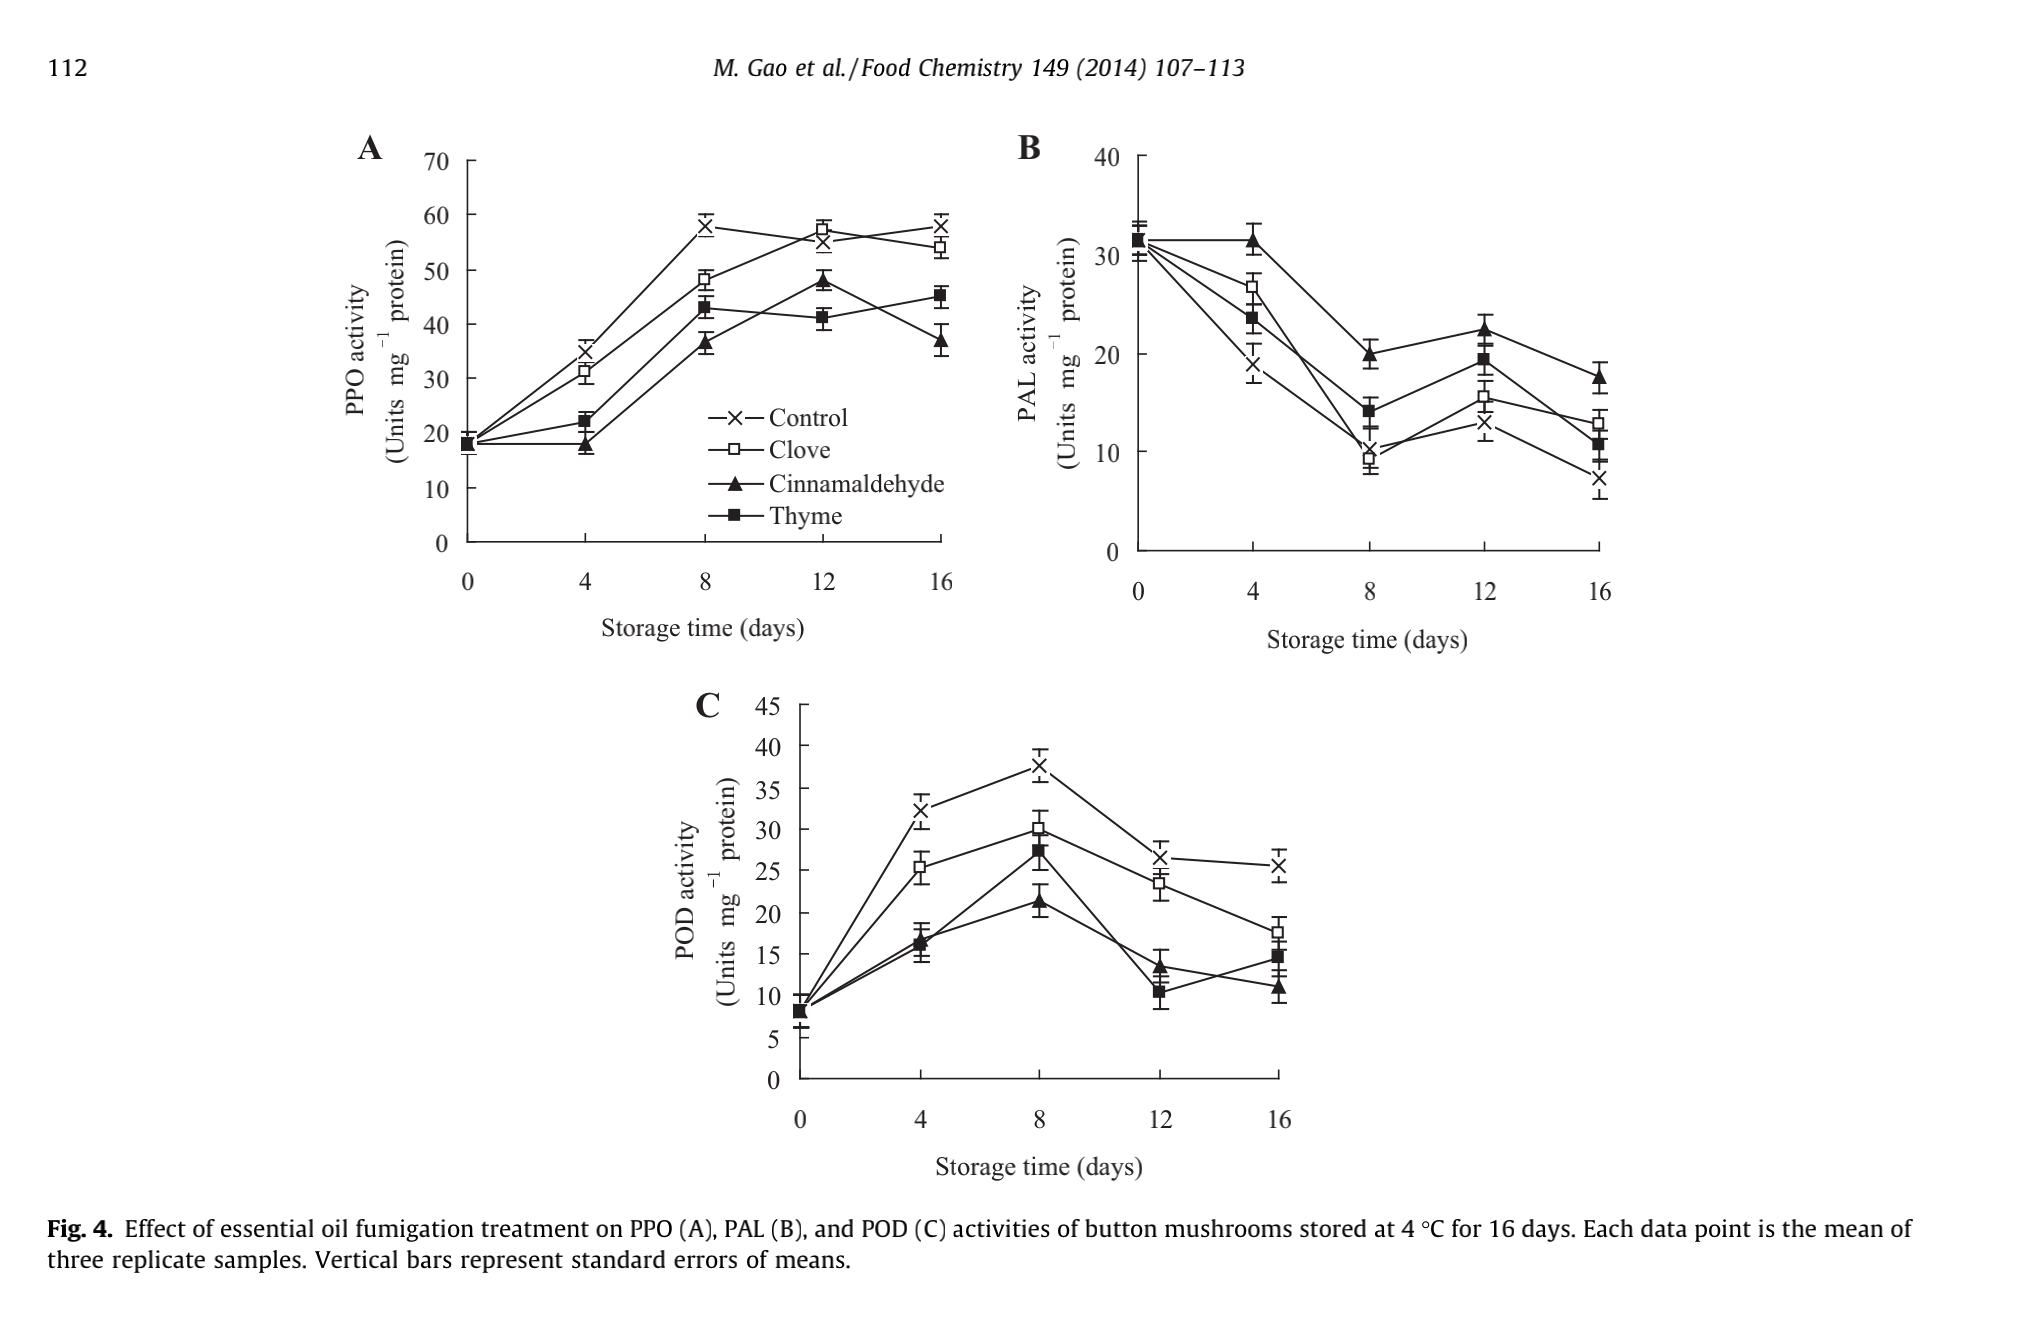 112
M. Gao et al. / Food Chemistry 149 (2014) 107–113
A
70
60
50
40
30
20
10
0
PPO activity
(Units mg⁻¹ protein)
Control
Clove
Cinnamaldehyde
Thyme
0 4 8 12 16
Storage time (days)
B
40
30
20
10
0
PAL activity
(Units mg⁻¹ protein)
0 4 8 12 16
Storage time (days)
C
45
40
35
30
25
20
15
10
5
0
POD activity
(Units mg⁻¹ protein)
0 4 8 12 16
Storage time (days)
Fig. 4. Effect of essential oil fumigation treatment on PPO (A), PAL (B), and POD (C) activities of button mushrooms stored at 4 °C for 16 days. Each data point is the mean of
three replicate samples. Vertical bars represent standard errors of means.